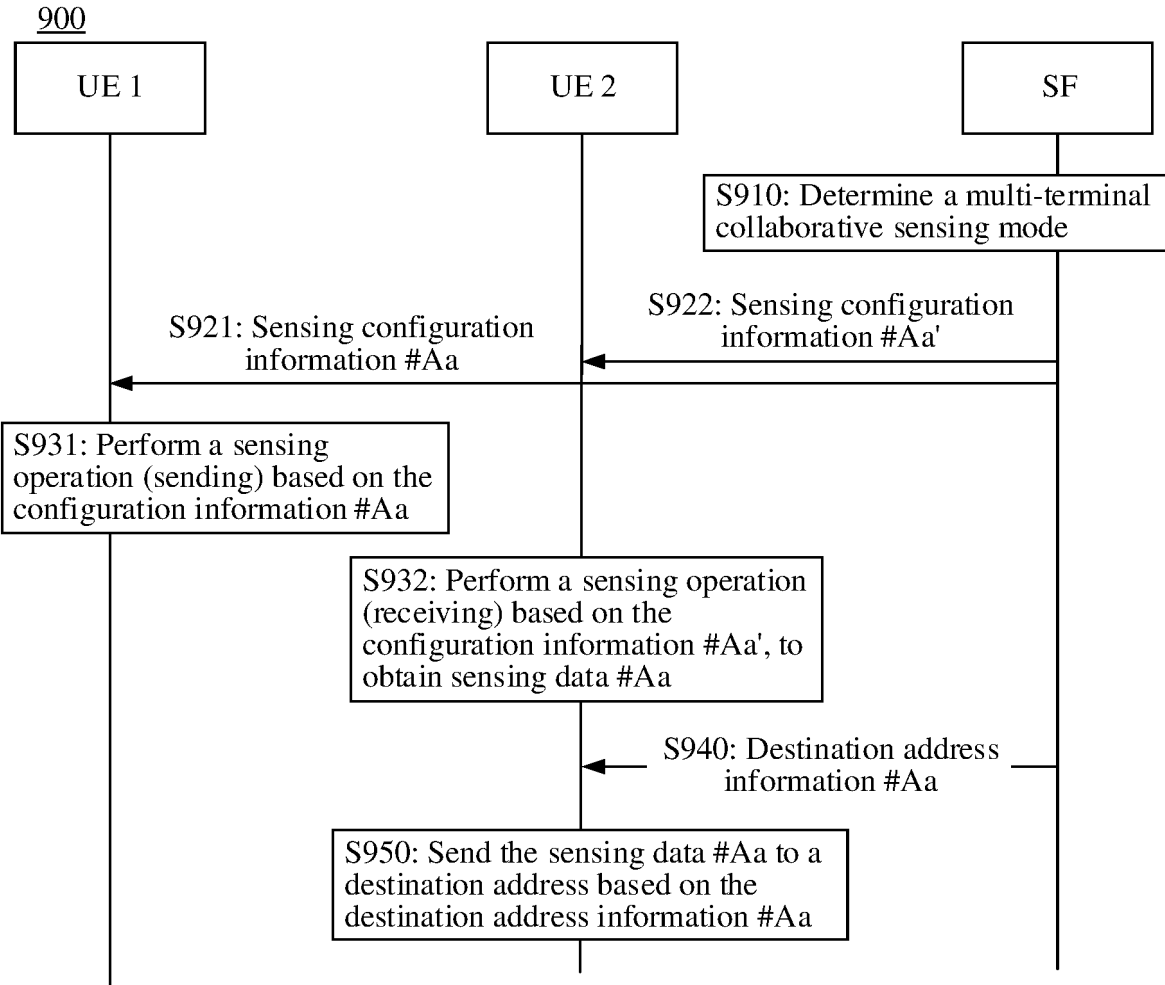 900
UE 1
UE 2
SF
S910: Determine a multi-terminal
collaborative sensing mode
S922: Sensing configuration
information #Aa'
S921: Sensing configuration
information #Aa
S931: Perform a sensing
operation (sending) based on the
configuration information #Aa
S932: Perform a sensing operation
(receiving) based on the
configuration information #Aa', to
obtain sensing data #Aa
S940: Destination address
information #Aa
S950: Send the sensing data #Aa to a
destination address based on the
destination address information #Aa